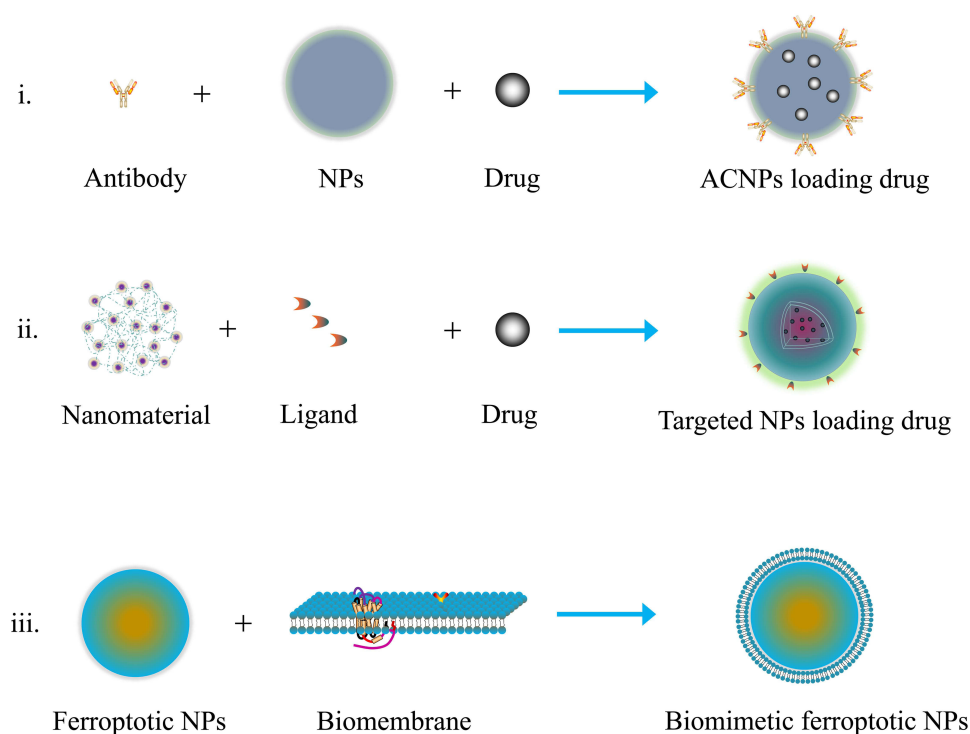 i.
+
+
Antibody
NPs
Drug
ACNPs loading drug
ii.
+
+
Nanomaterial
Ligand
Drug
Targeted NPs loading drug
iii.
+
Ferroptotic NPs
Biomembrane
Biomimetic ferroptotic NPs